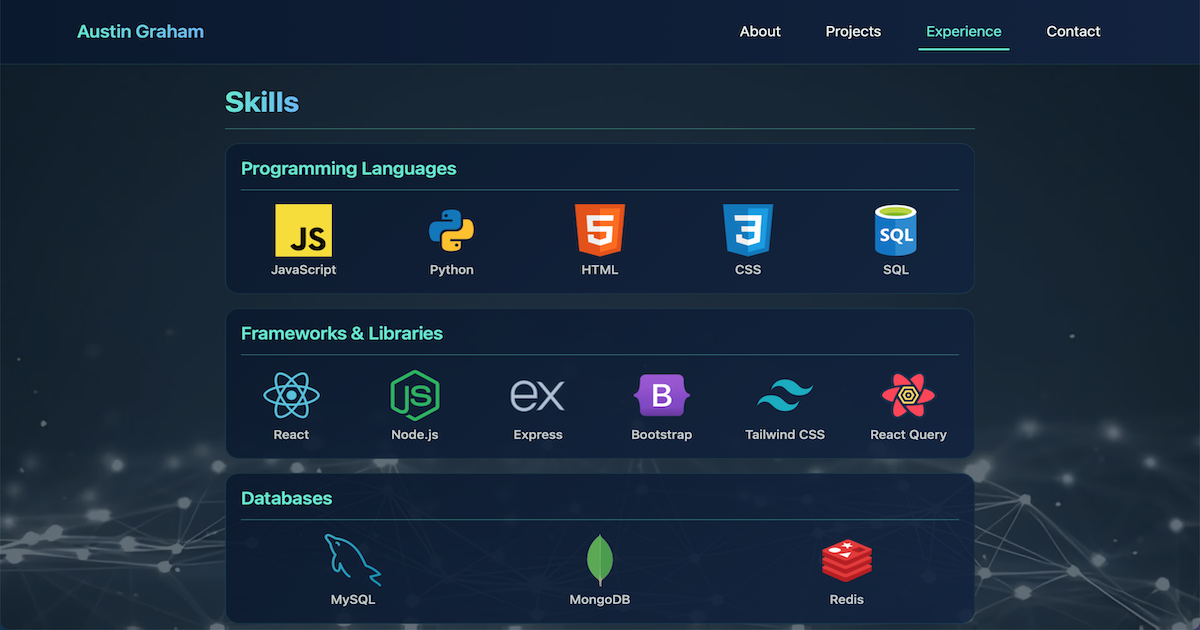 Austin Graham About Projects Experience Contact
Skills
Programming Languages
JS 5 3 SQL
JavaScript Python HTML CSS SQL
Frameworks & Libraries
JS ex B
React Node.js Express Bootstrap Tailwind CSS React Query
Databases
MySQL MongoDB Redis